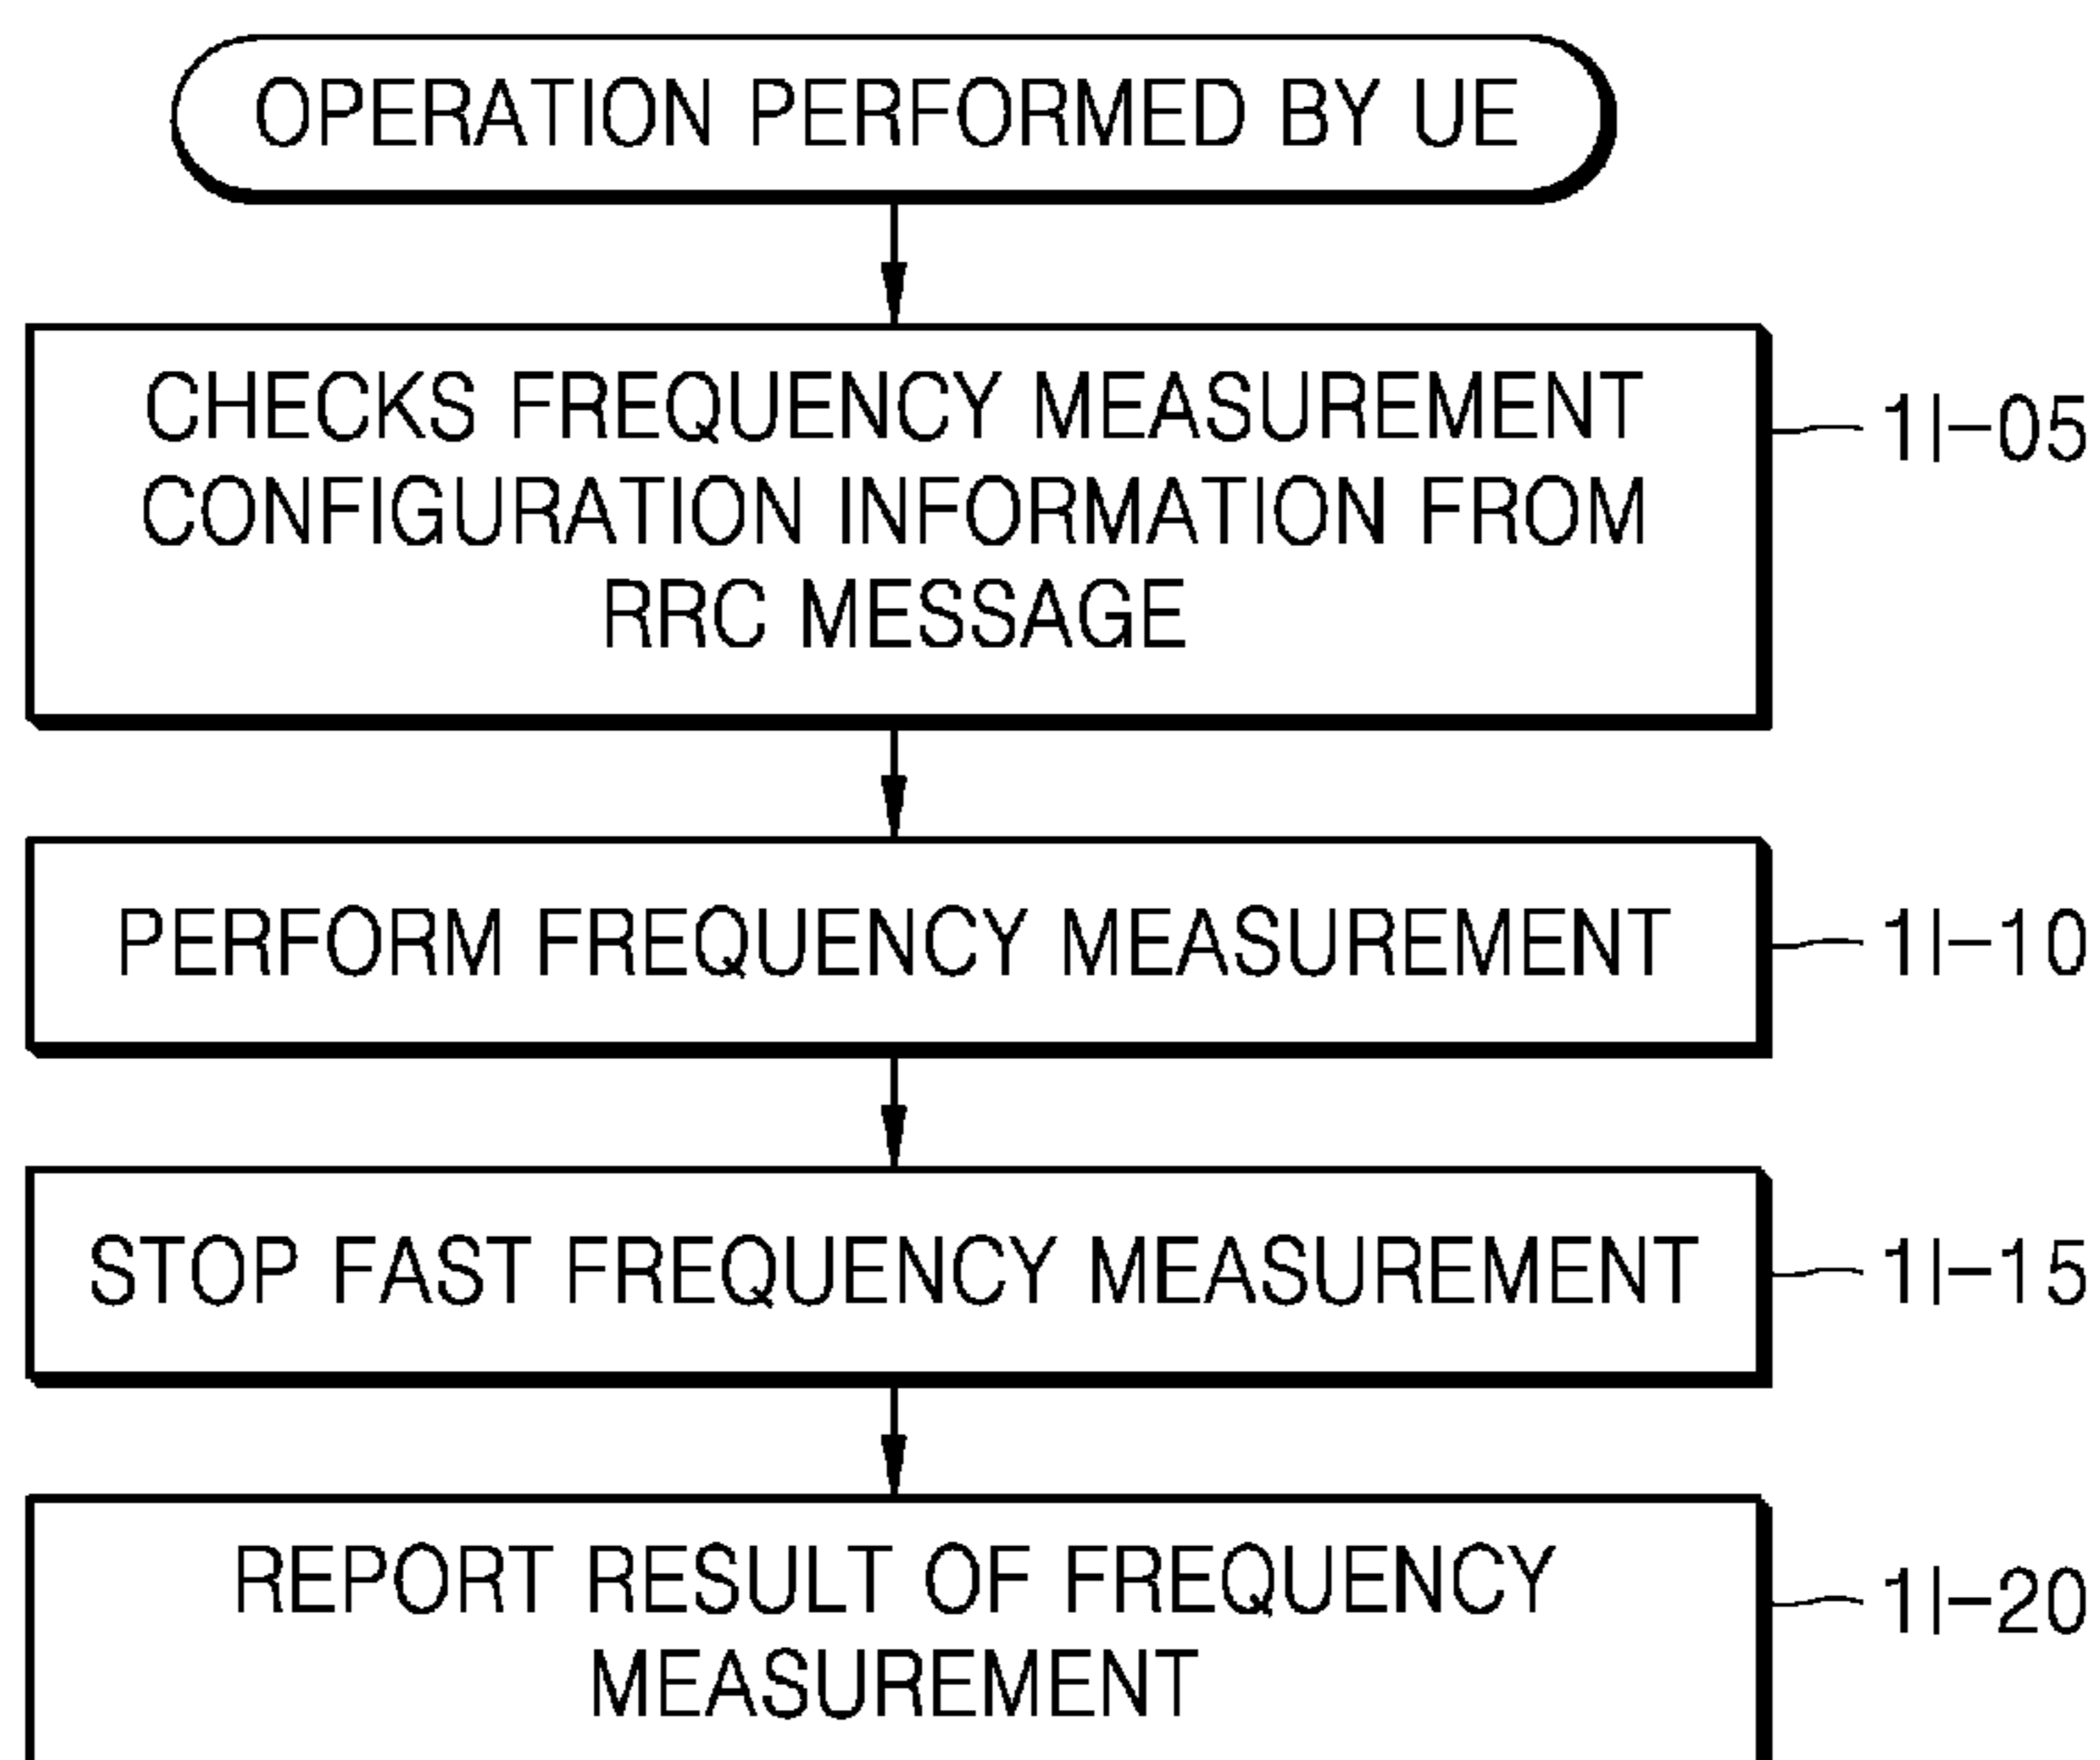 OPERATION PERFORMED BY UE
CHECKS FREQUENCY MEASUREMENT
CONFIGURATION INFORMATION FROM
RRC MESSAGE
1l-05
PERFORM FREQUENCY MEASUREMENT
1l-10
STOP FAST FREQUENCY MEASUREMENT
1l-15
REPORT RESULT OF FREQUENCY
MEASUREMENT
1l-20